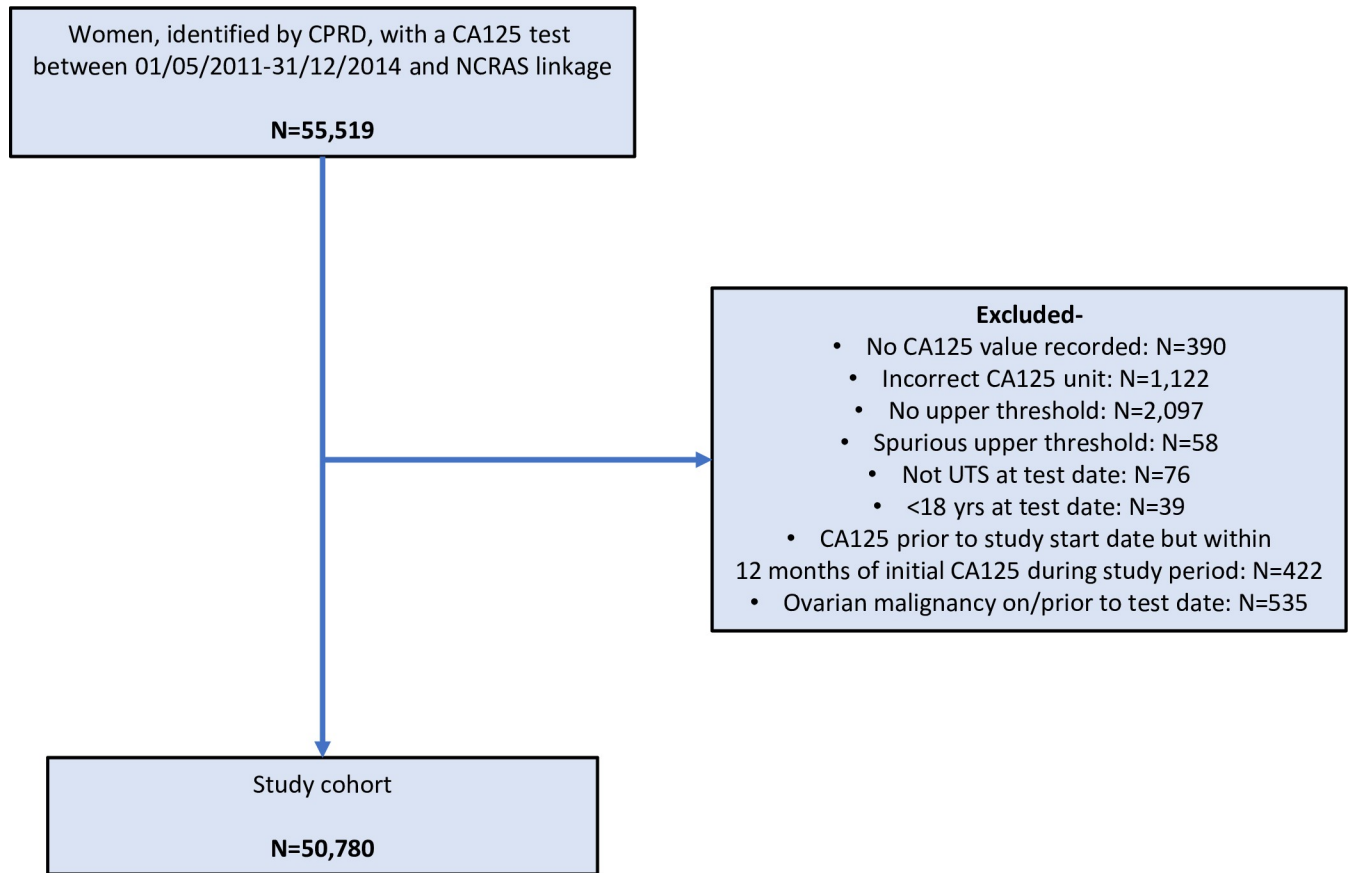 Women, identified by CPRD, with a CA125 test
between 01/05/2011-31/12/2014 and NCRAS linkage
N=55,519
Excluded-
• No CA125 value recorded: N=390
• Incorrect CA125 unit: N=1,122
• No upper threshold: N=2,097
• Spurious upper threshold: N=58
• Not UTS at test date: N=76
• <18 yrs at test date: N=39
• CA125 prior to study start date but within
12 months of initial CA125 during study period: N=422
• Ovarian malignancy on/prior to test date: N=535
Study cohort
N=50,780